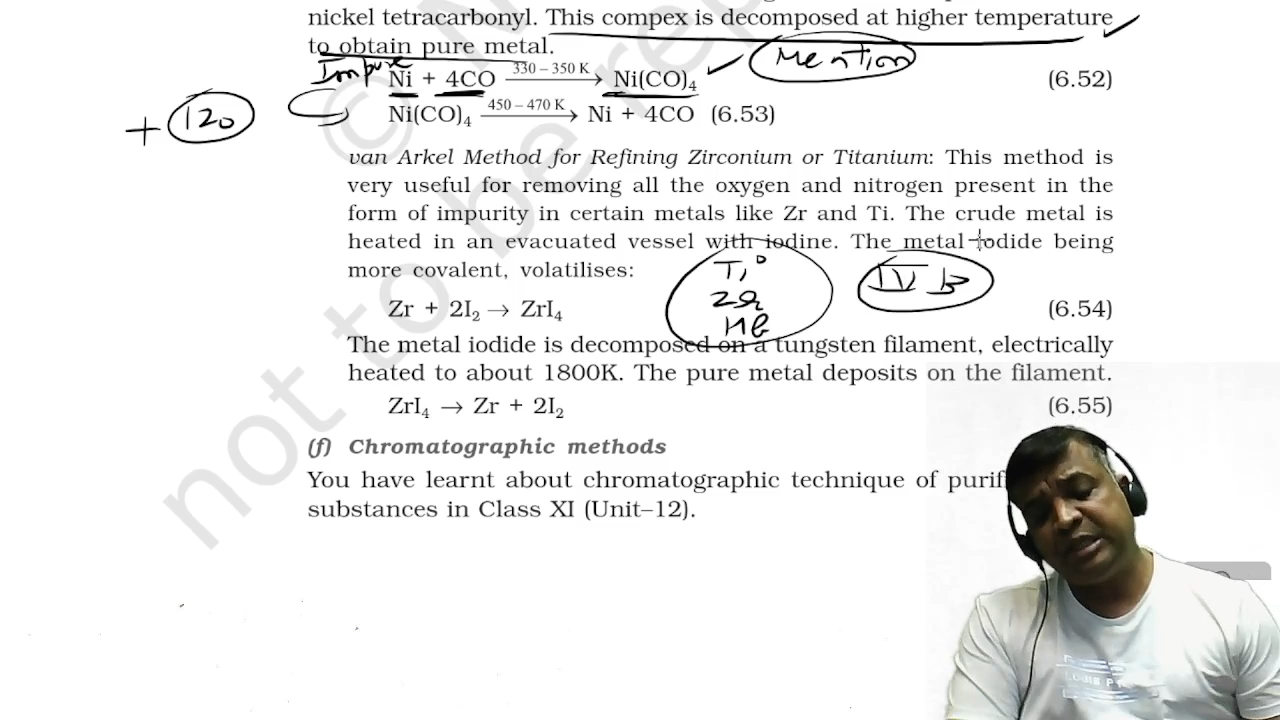 nickel tetracarbonyl. This compex is decomposed at higher temperature
to obtain pure metal.
Mention
Impure
Ni + 4CO 330 – 350 K → Ni(CO)₄ (6.52)
+ 120
Ni(CO)₄ 450 – 470 K → Ni + 4CO (6.53)
van Arkel Method for Refining Zirconium or Titanium: This method is
very useful for removing all the oxygen and nitrogen present in the
form of impurity in certain metals like Zr and Ti. The crude metal is
heated in an evacuated vessel with iodine. The metal iodide being
more covalent, volatilises:
Ti
Zr
Hf
IV B
Zr + 2I₂ → ZrI₄ (6.54)
The metal iodide is decomposed on a tungsten filament, electrically
heated to about 1800K. The pure metal deposits on the filament.
ZrI₄ → Zr + 2I₂ (6.55)
(f) Chromatographic methods
You have learnt about chromatographic technique of purif
substances in Class XI (Unit–12).
not to be rep
©